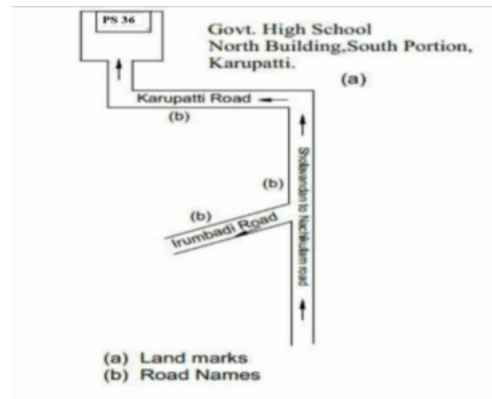 PS 36
Govt. High School
North Building,South Portion,
Karupatti.
(a)
Karupatti Road
(b)
(b)
Sholavandan to Nachikulam road
(b)
Irumbadi Road
(a) Land marks
(b) Road Names